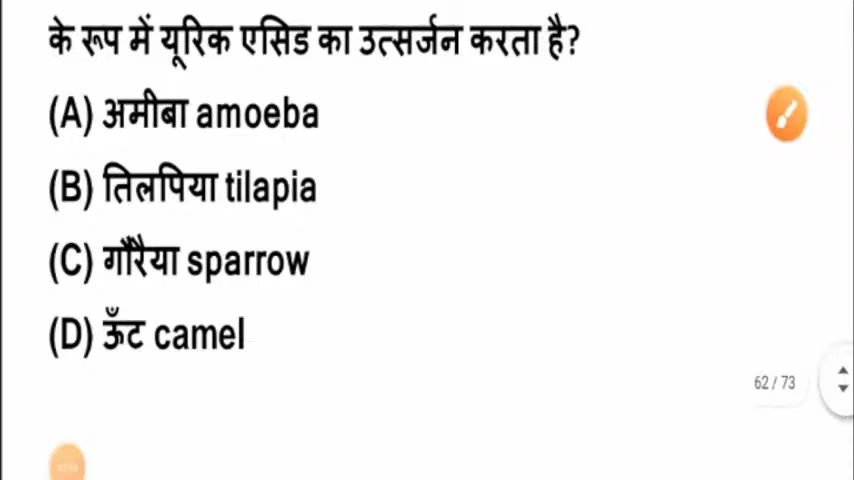 के रूप में यूरिक एसिड का उत्सर्जन करता है?
(A) अमीबा amoeba
(B) तिलपिया tilapia
(C) गौरैया sparrow
(D) ऊँट camel
62 / 73